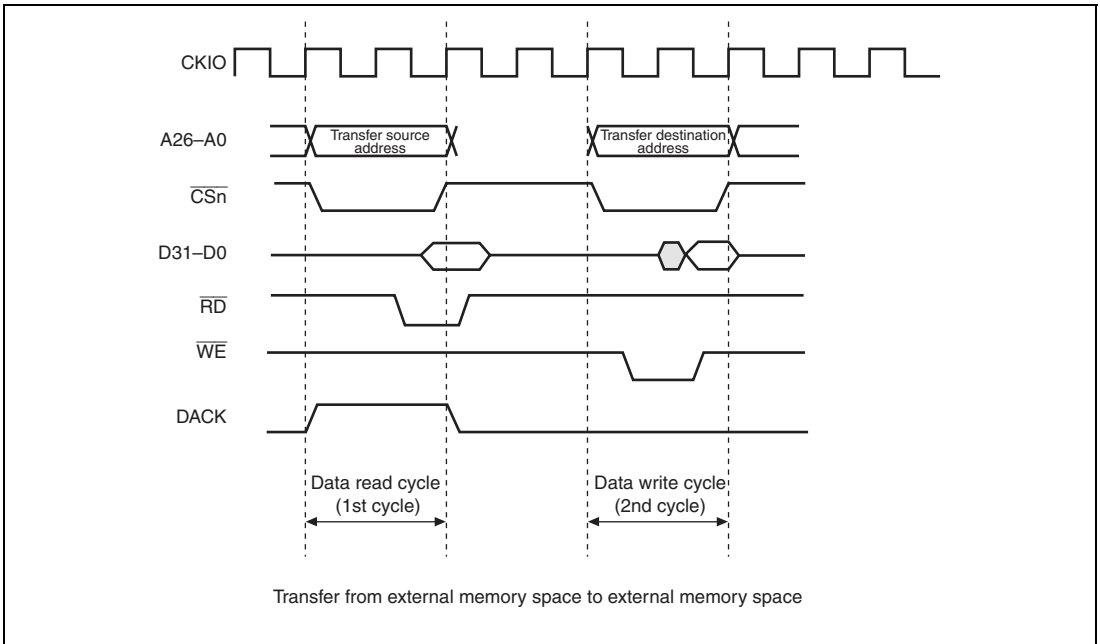 CKIO
A26–A0
Transfer source
address
Transfer destination
address
CSn
D31–D0
RD
WE
DACK
Data read cycle
(1st cycle)
Data write cycle
(2nd cycle)
Transfer from external memory space to external memory space